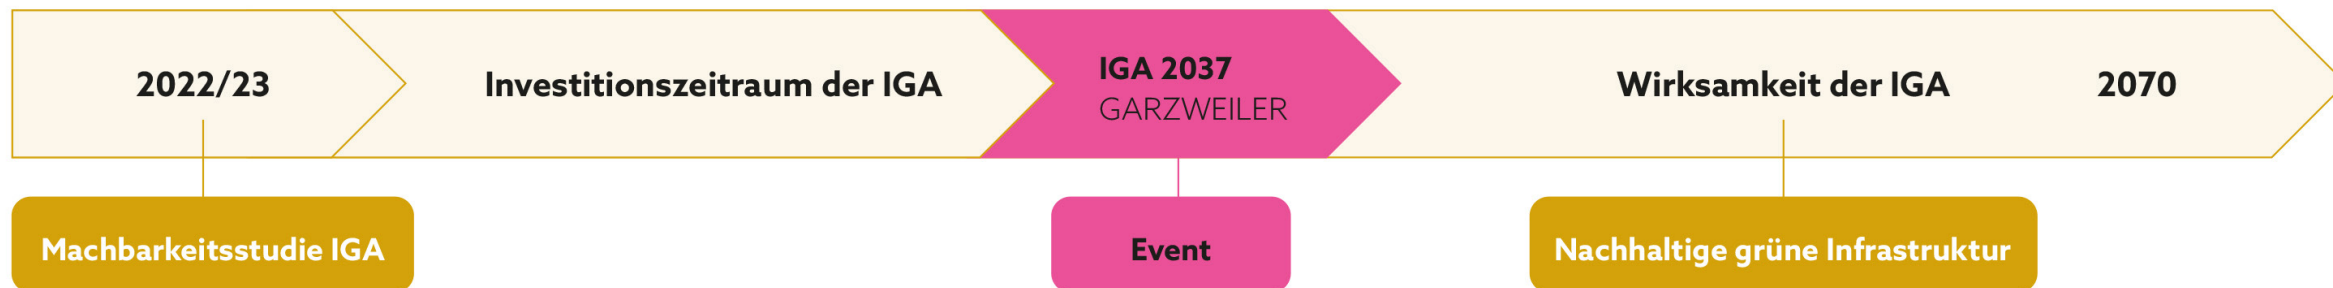 2022/23
Investitionszeitraum der IGA
IGA 2037
GARZWEILER
Wirksamkeit der IGA
2070
Machbarkeitsstudie IGA
Event
Nachhaltige grüne Infrastruktur